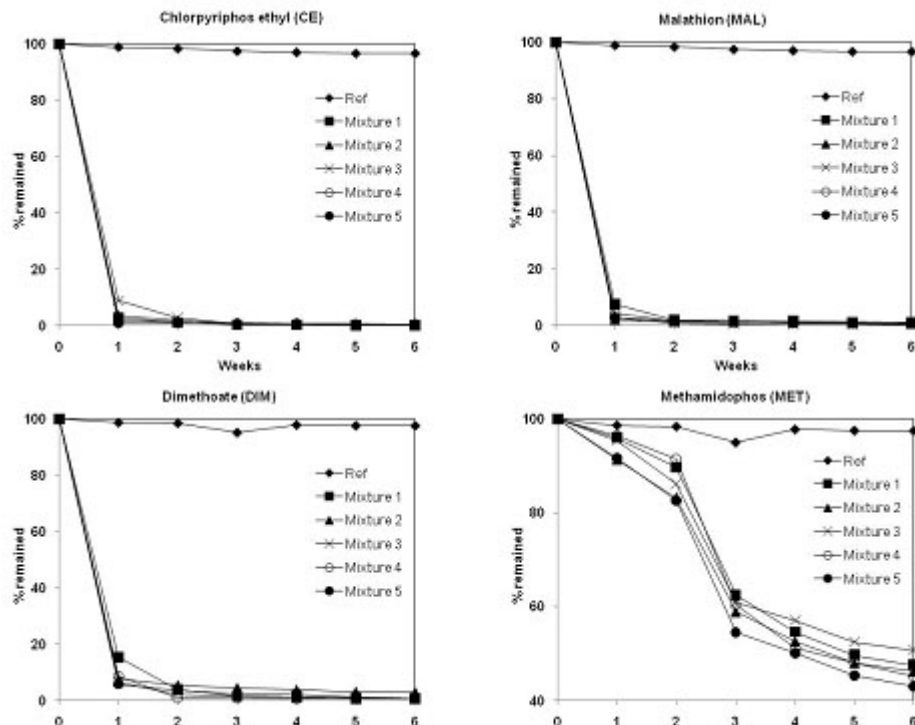 Chlorpyriphos ethyl (CE)
100
80
60
40
20
0
% remained
Ref
Mixture 1
Mixture 2
Mixture 3
Mixture 4
Mixture 5
0 1 2 3 4 5 6
Weeks
Malathion (MAL)
100
80
60
40
20
0
% remained
Ref
Mixture 1
Mixture 2
Mixture 3
Mixture 4
Mixture 5
0 1 2 3 4 5 6
Weeks
Dimethoate (DIM)
100
80
60
40
20
0
% remained
Ref
Mixture 1
Mixture 2
Mixture 3
Mixture 4
Mixture 5
0 1 2 3 4 5 6
Methamidophos (MET)
100
80
60
40
% remained
Ref
Mixture 1
Mixture 2
Mixture 3
Mixture 4
Mixture 5
0 1 2 3 4 5 6